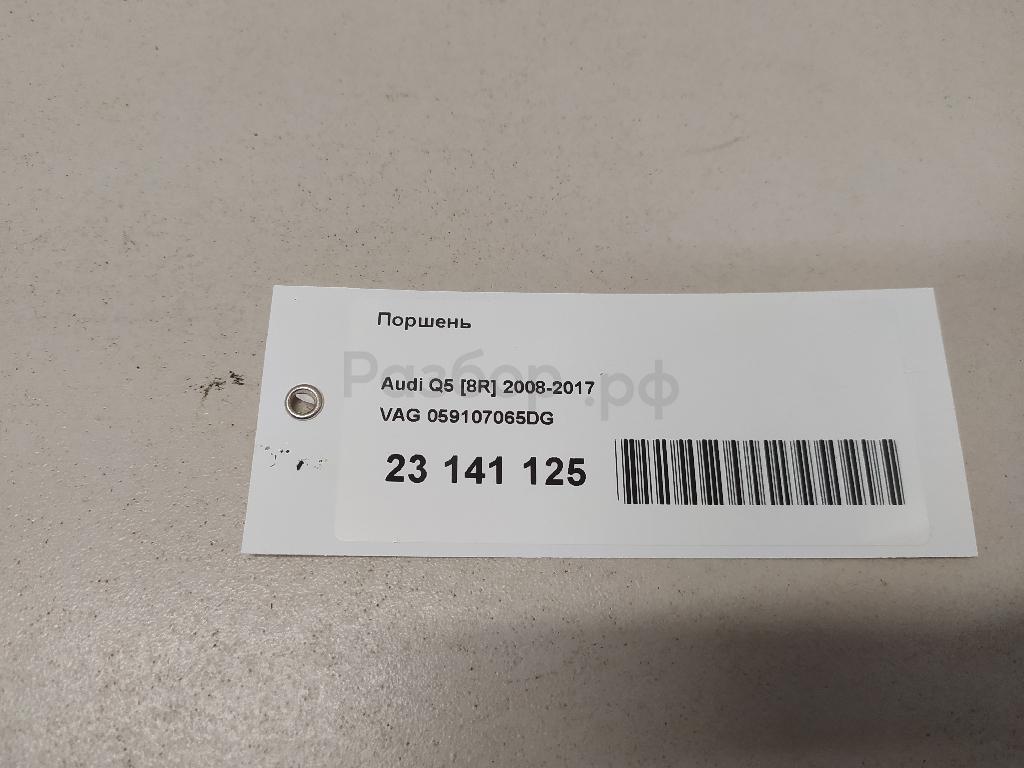 Поршень
Разбор.рф
Audi Q5 [8R] 2008-2017
VAG 059107065DG
23 141 125